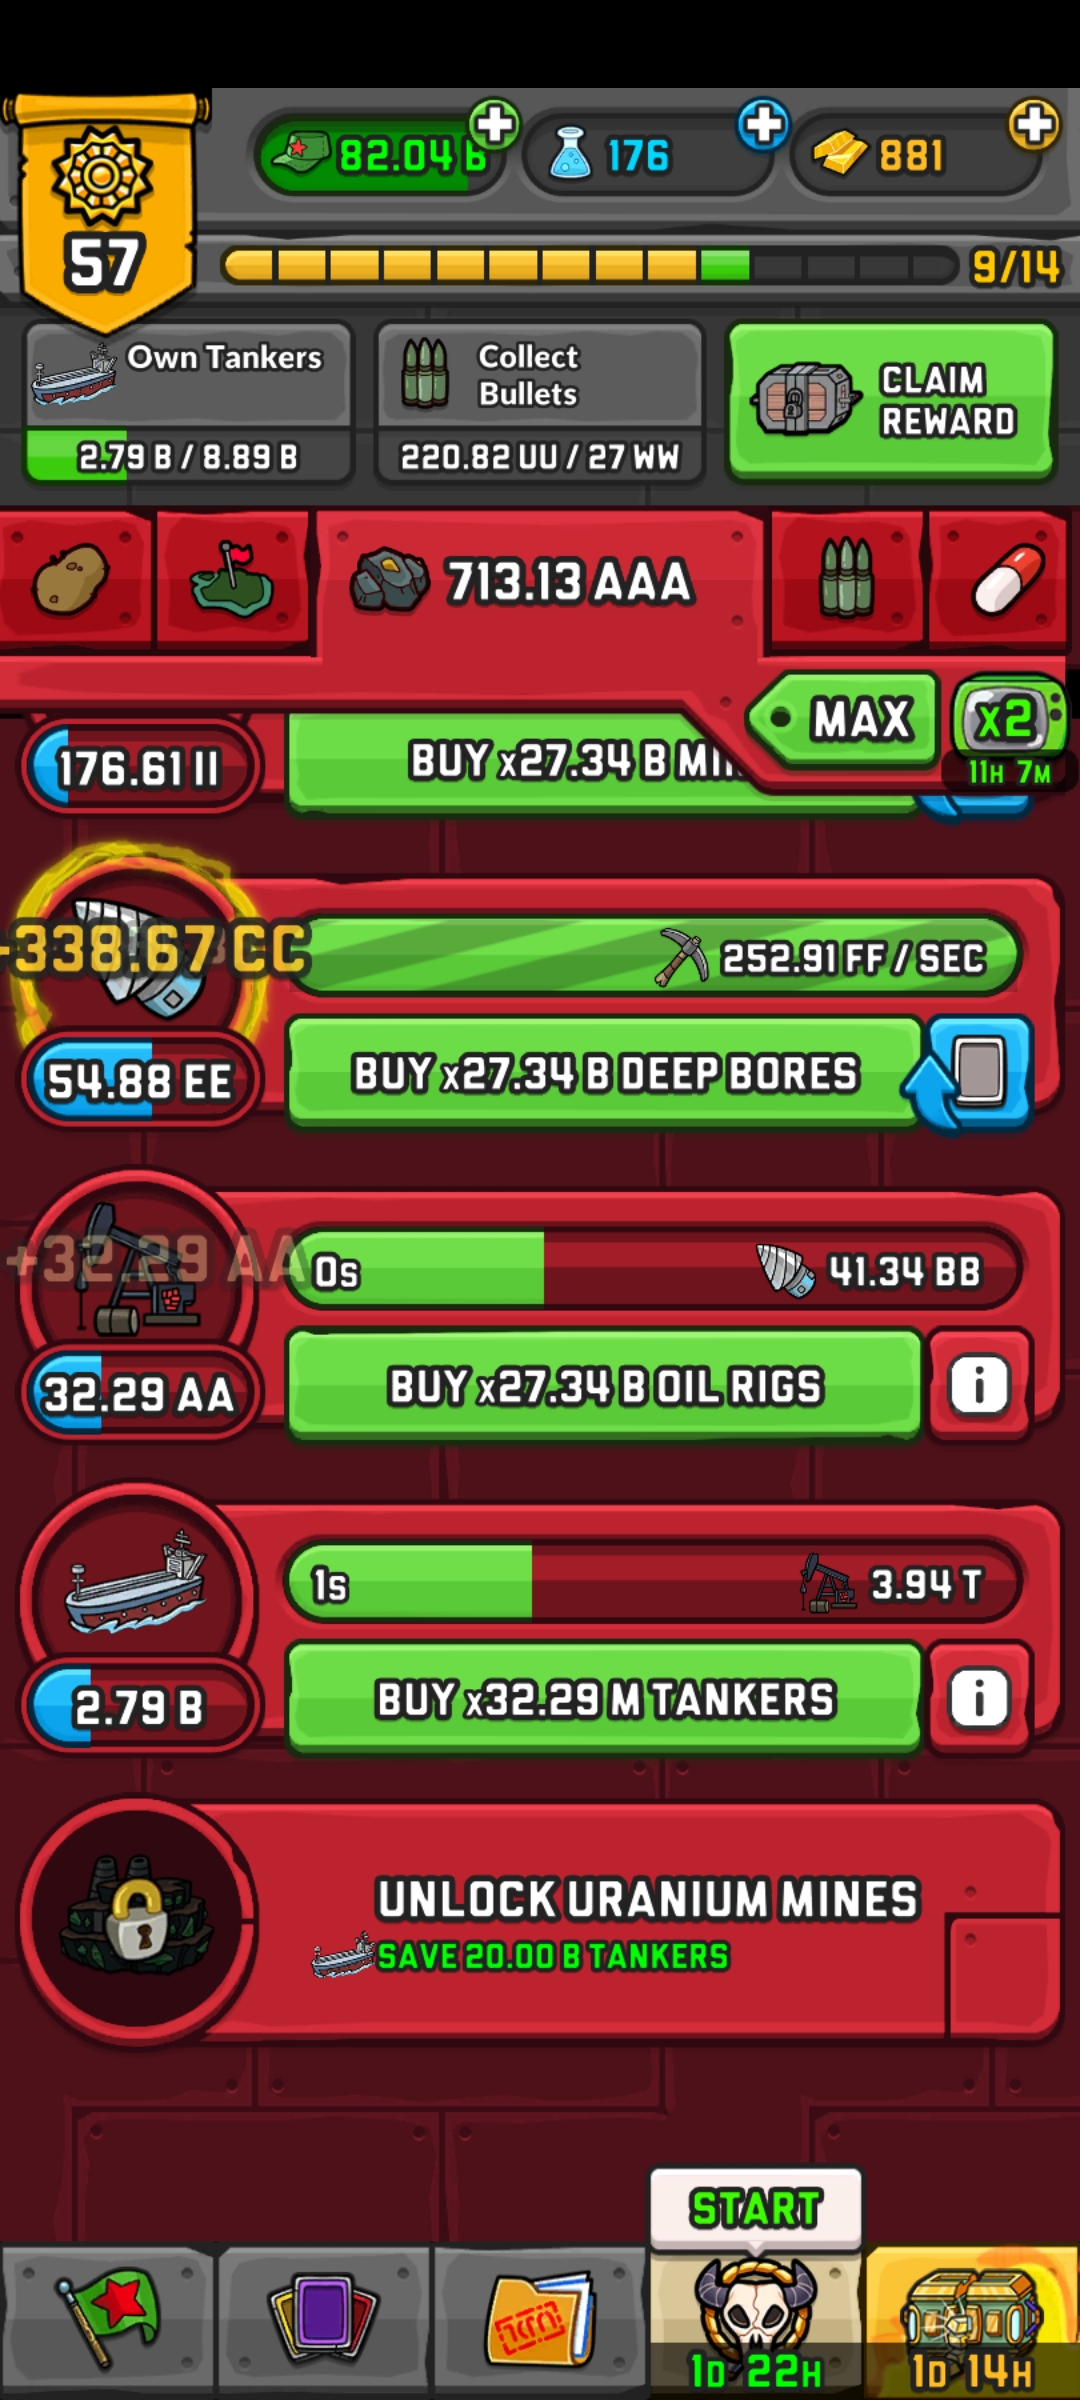 82.04 B
176
881
57
9/14
Own Tankers
2.79 B / 8.89 B
Collect
Bullets
220.82 UU / 27 WW
CLAIM
REWARD
713.13 AAA
MAX
x2
11H 7M
176.61 II
BUY x27.34 B
-338.67 CC
252.91 FF / SEC
54.88 EE
BUY x27.34 B DEEP BORES
+32.29 AA
0s
41.34 BB
32.29 AA
BUY x27.34 B OIL RIGS
i
1s
3.94 T
2.79 B
BUY x32.29 M TANKERS
i
UNLOCK URANIUM MINES
SAVE 20.00 B TANKERS
START
1D 22H
1D 14H